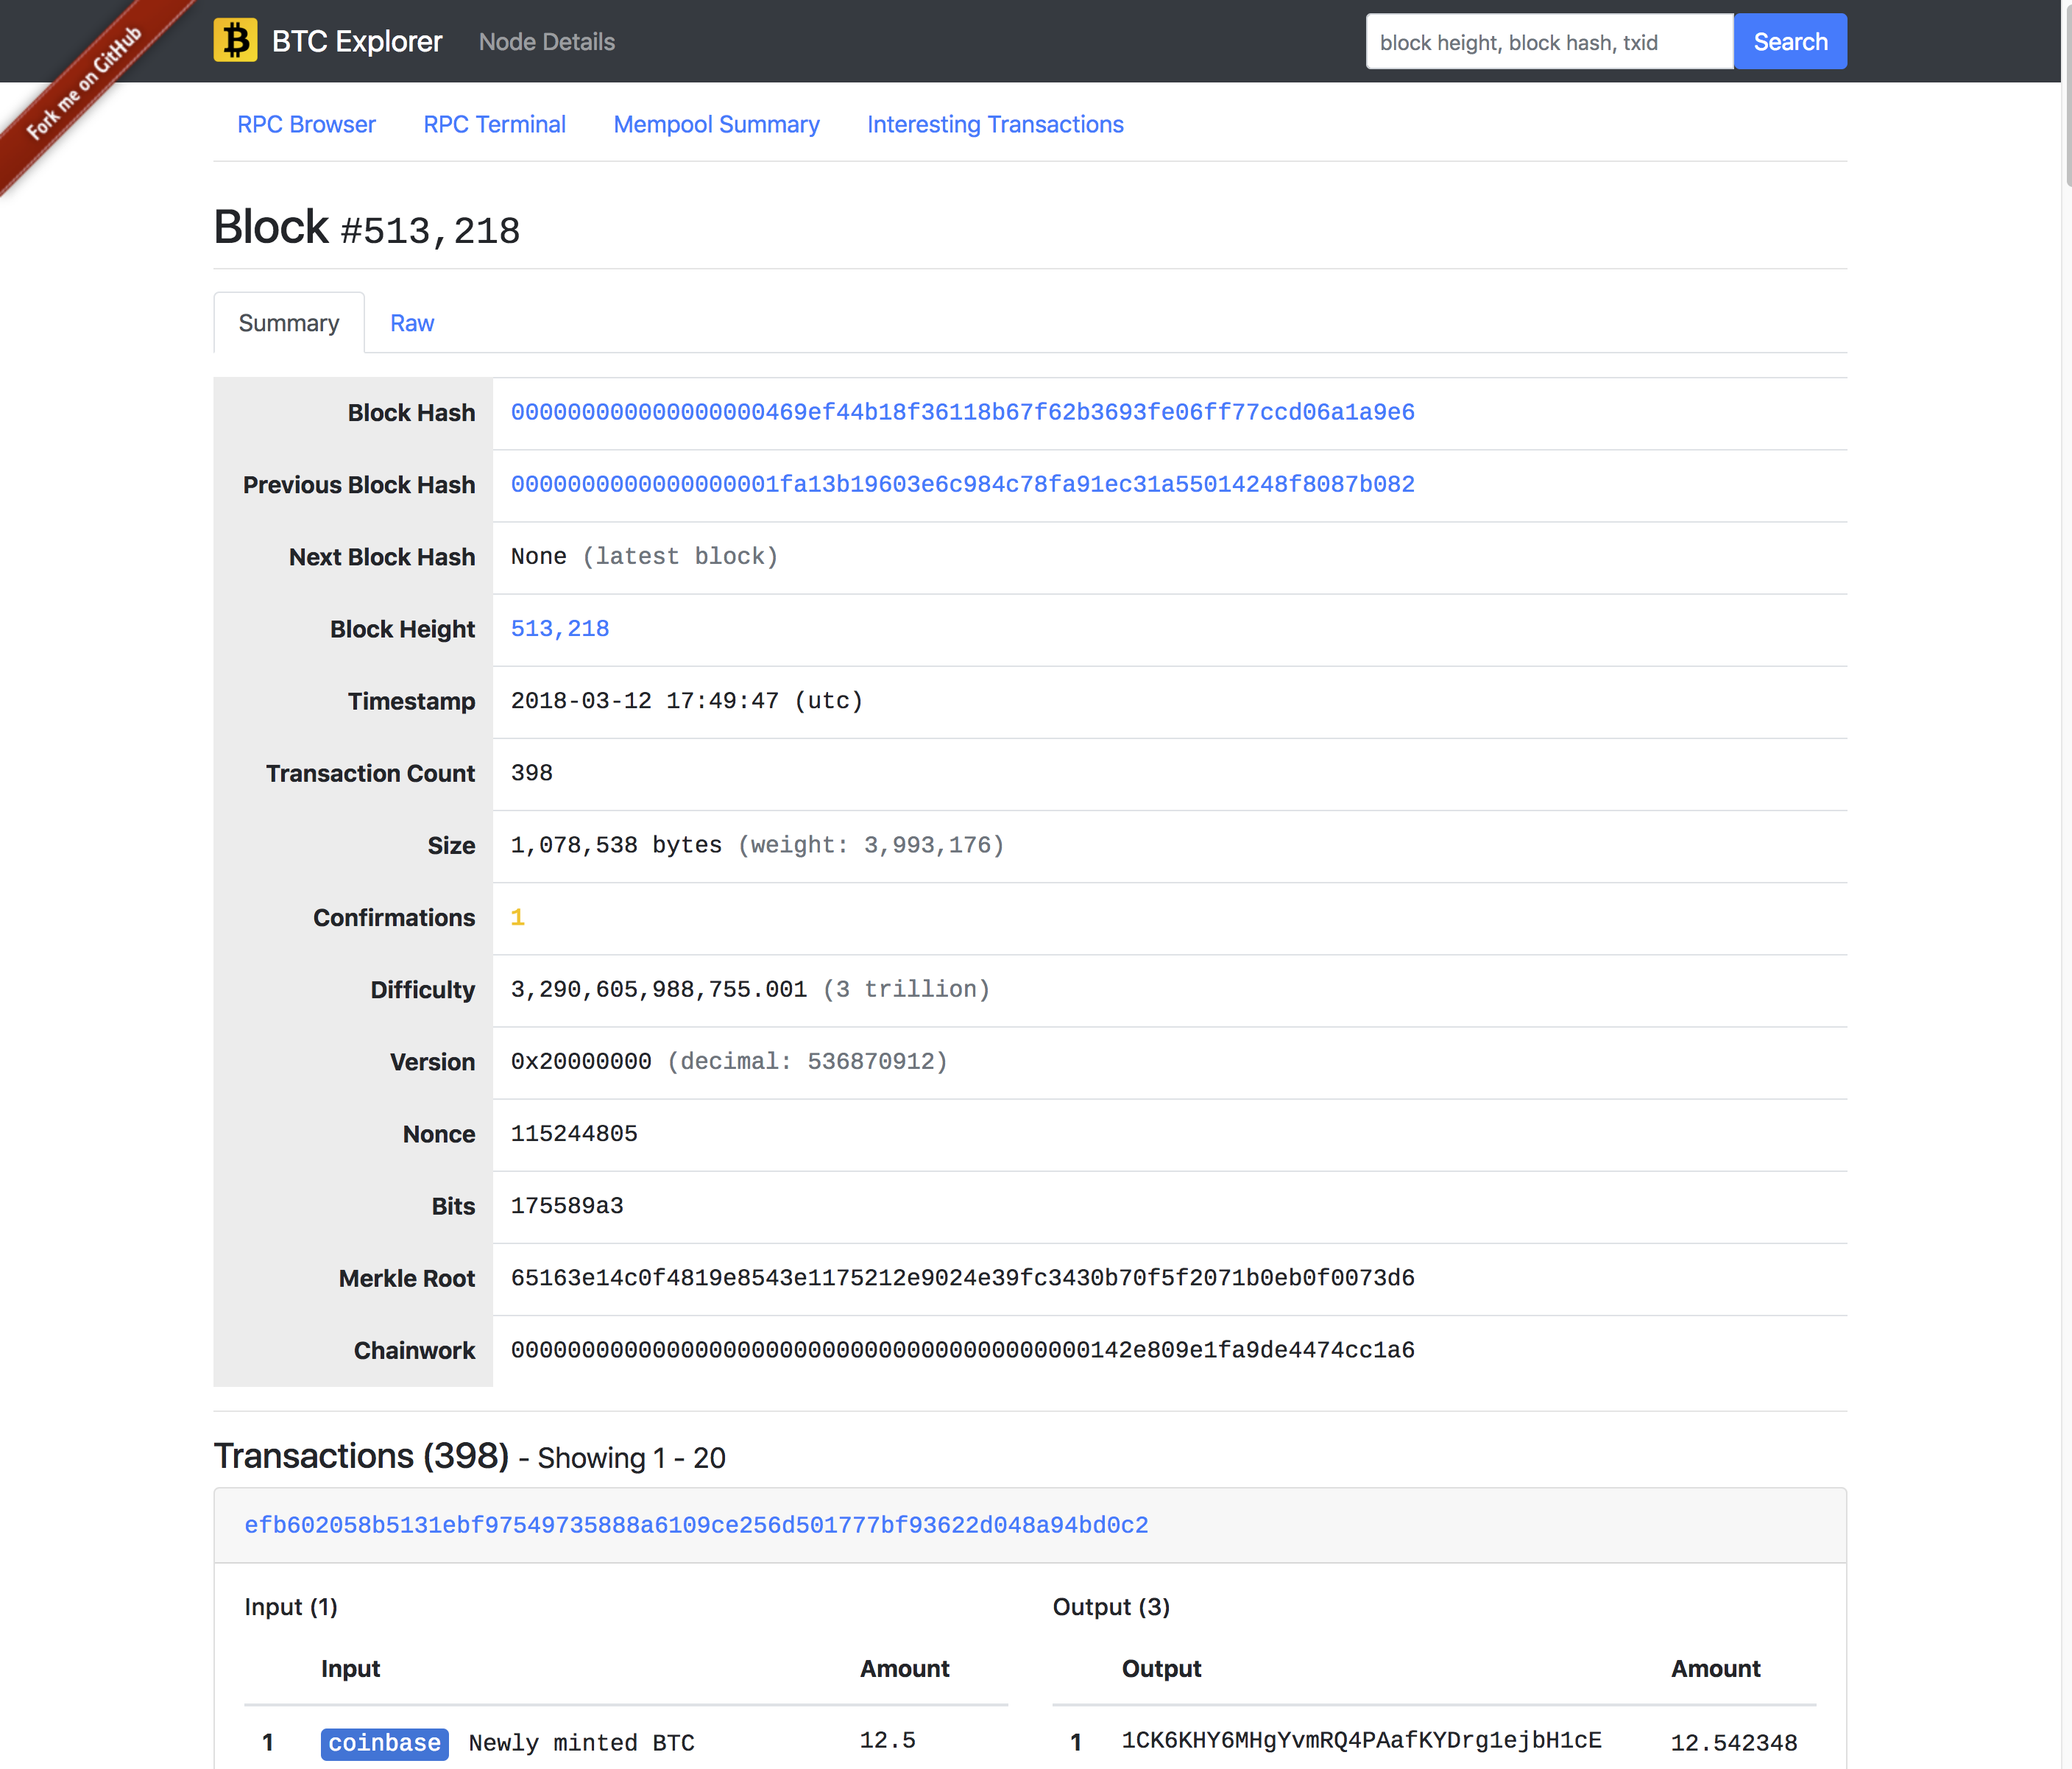 Fork me on GitHub
BTC Explorer Node Details block height, block hash, txid Search
RPC Browser RPC Terminal Mempool Summary Interesting Transactions
Block #513,218
Summary Raw
Block Hash 000000000000000000469ef44b18f36118b67f62b3693fe06ff77ccd06a1a9e6
Previous Block Hash 0000000000000000001fa13b19603e6c984c78fa91ec31a55014248f8087b082
Next Block Hash None (latest block)
Block Height 513,218
Timestamp 2018-03-12 17:49:47 (utc)
Transaction Count 398
Size 1,078,538 bytes (weight: 3,993,176)
Confirmations 1
Difficulty 3,290,605,988,755.001 (3 trillion)
Version 0x20000000 (decimal: 536870912)
Nonce 115244805
Bits 175589a3
Merkle Root 65163e14c0f4819e8543e1175212e9024e39fc3430b70f5f2071b0eb0f0073d6
Chainwork 00000000000000000000000000000000000000000142e809e1fa9de4474cc1a6
Transactions (398) - Showing 1 - 20
efb602058b5131ebf97549735888a6109ce256d501777bf93622d048a94bd0c2
Input (1) Output (3)
Input Amount Output Amount
1 coinbase Newly minted BTC 12.5 1 1CK6KHY6MHgYvmRQ4PAafKYDrg1ejbH1cE 12.542348